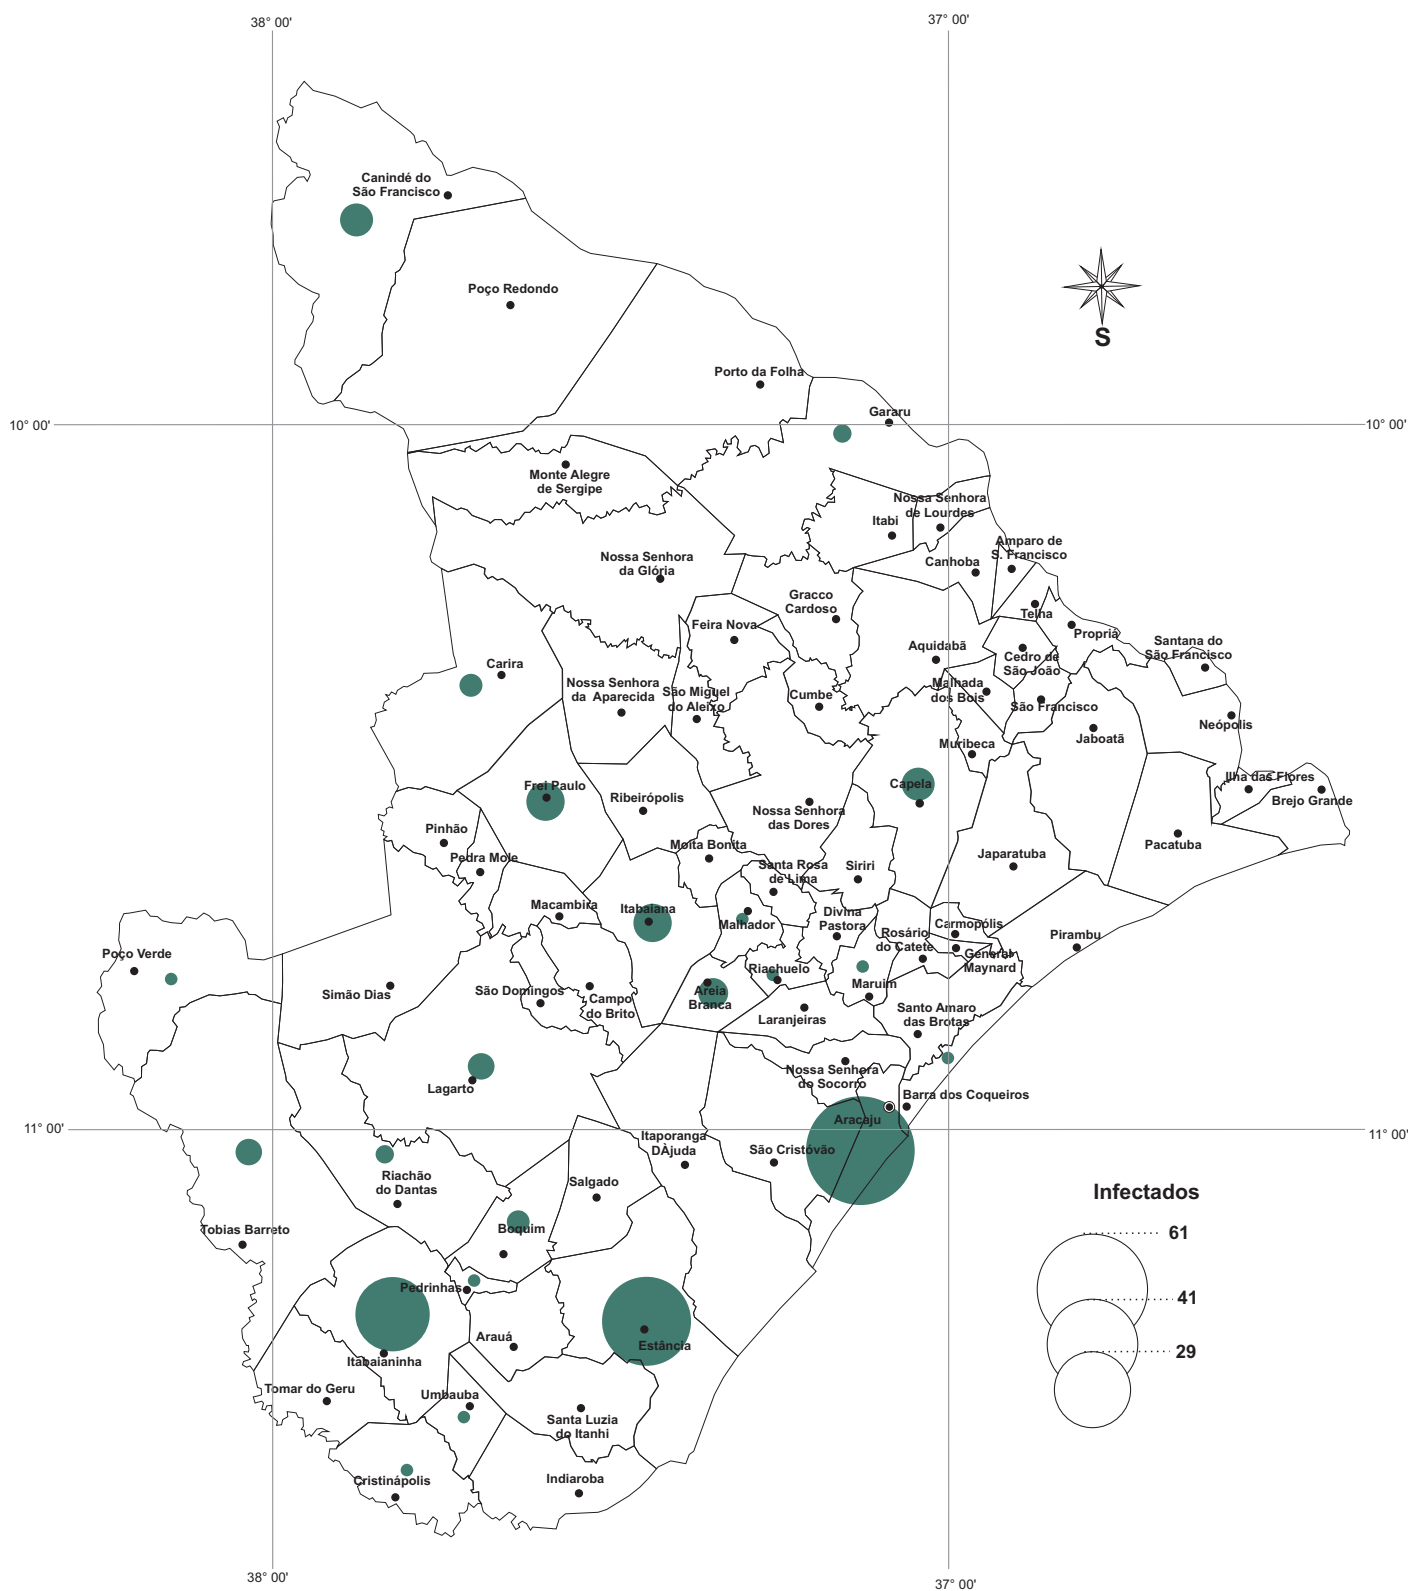 38° 00'
37° 00'
Canindé do
São Francisco
Poço Redondo
S
Porto da Folha
Gararu
10° 00'
10° 00'
Monte Alegre
de Sergipe
Nossa Senhora
de Lourdes
Itabi
Amparo de
S. Francisco
Nossa Senhora
da Glória
Canhoba
Gracco
Cardoso
Telha
Feira Nova
Propriá
Santana do
São Francisco
Aquidabã
Cedro de
São João
Carira
Nossa Senhora
da Aparecida
São Miguel
do Aleixo
Cumbe
Malhada
dos Bois
São Francisco
Neópolis
Jaboatã
Muribeca
Ilha das Flores
Brejo Grande
Frei Paulo
Capela
Ribeirópolis
Nossa Senhora
das Dores
Pinhão
Moita Bonita
Pacatuba
Pedra Mole
Santa Rosa
de Lima
Siriri
Japaratuba
Macambira
Itabaiana
Malhador
Divina
Pastora
Carmopólis
Rosário
do Catete
Pirambu
General
Maynard
Poço Verde
Riachuelo
Maruim
Simão Dias
São Domingos
Campo
do Brito
Areia
Branca
Laranjeiras
Santo Amaro
das Brotas
Lagarto
Nossa Senhora
do Socorro
Barra dos Coqueiros
Aracaju
11° 00'
11° 00'
Itaporanga
DÀjuda
São Cristóvão
Riachão
do Dantas
Salgado
Infectados
Tobias Barreto
Boquim
61
Pedrinhas
41
Arauá
Estância
29
Itabaianinha
Tomar do Geru
Umbauba
Santa Luzia
do Itanhi
Cristinápolis
Indiaroba
38° 00'
37° 00'